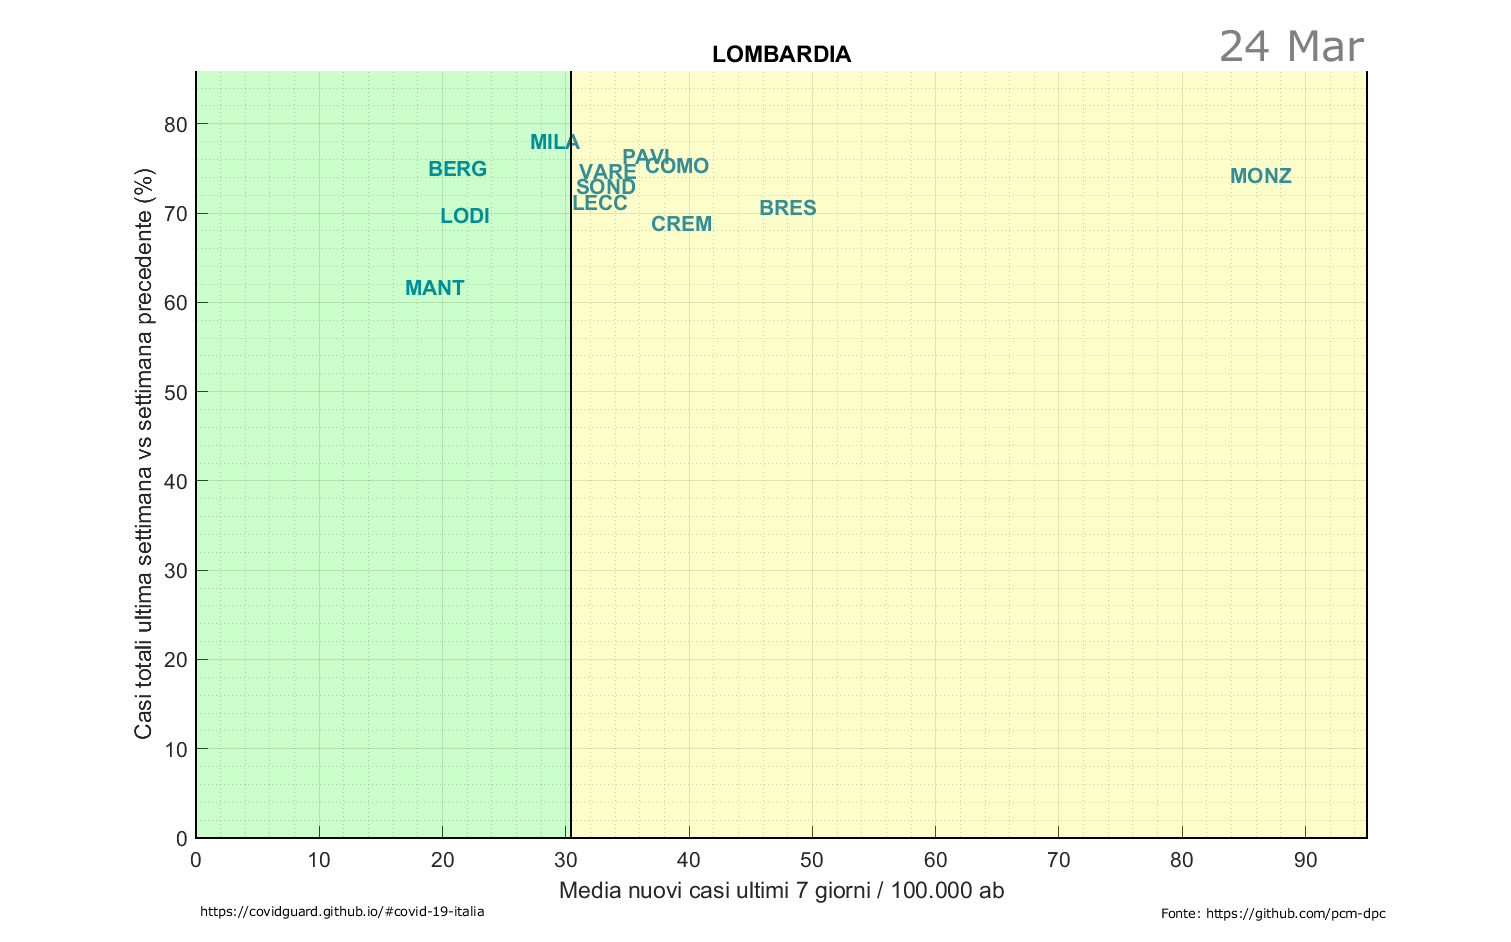 24 Mar
LOMBARDIA
Casi totali ultima settimana vs settimana precedente (%)
80
70
60
50
40
30
20
10
0
MILA
BERG
PAVI
COMO
VARE
MONZ
SOND
LECC
BRES
LODI
CREM
MANT
0 10 20 30 40 50 60 70 80 90
Media nuovi casi ultimi 7 giorni / 100.000 ab
https://covidguard.github.io/#covid-19-italia
Fonte: https://github.com/pcm-dpc